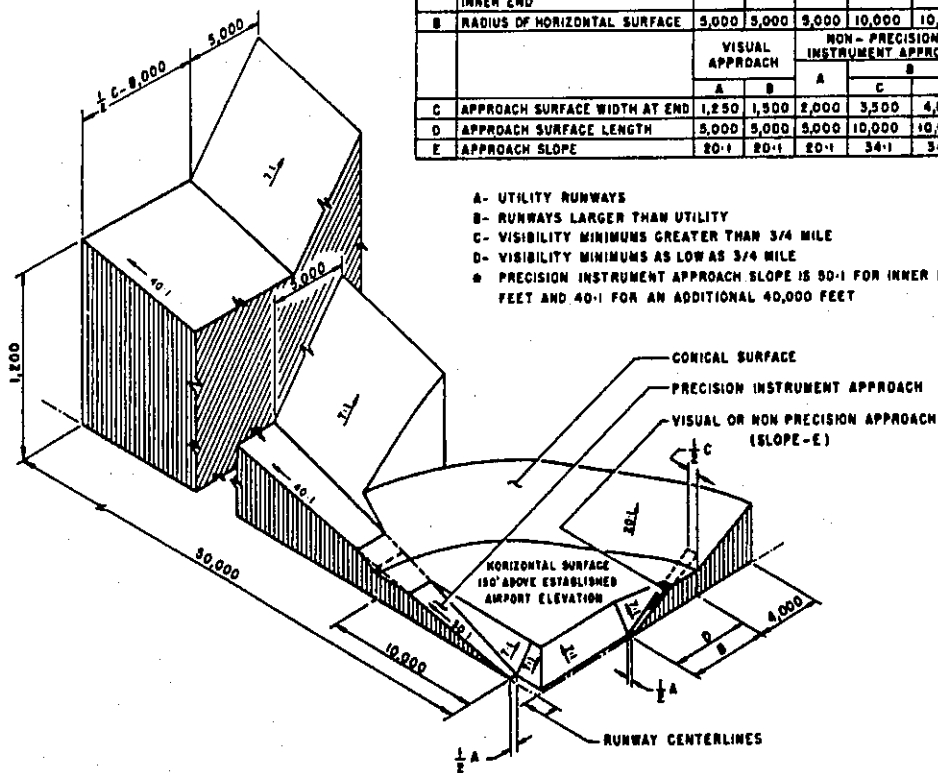 INNER END
B RADIUS OF HORIZONTAL SURFACE 5,000 5,000 5,000 10,000 10,
VISUAL APPROACH
NON- PRECISION INSTRUMENT APPRO
A B A B
C
C APPROACH SURFACE WIDTH AT END 1,250 1,500 2,000 3,500 4,
D APPROACH SURFACE LENGTH 5,000 5,000 5,000 10,000 10,
E APPROACH SLOPE 20:1 20:1 20:1 34:1 3
A- UTILITY RUNWAYS
B- RUNWAYS LARGER THAN UTILITY
C- VISIBILITY MINIMUMS GREATER THAN 3/4 MILE
D- VISIBILITY MINIMUMS AS LOW AS 3/4 MILE
* PRECISION INSTRUMENT APPROACH SLOPE IS 50:1 FOR INNER
FEET AND 40:1 FOR AN ADDITIONAL 40,000 FEET
5,000
1/2 C-8,000
7:1
40:1
5,000
1,200
7:1
CONICAL SURFACE
PRECISION INSTRUMENT APPROACH
VISUAL OR NON PRECISION APPROACH
(SLOPE-E)
1/2 C
40:1
20:1
HORIZONTAL SURFACE
150' ABOVE ESTABLISHED
AIRPORT ELEVATION
50,000
50:1
10,000
7:1
7:1
7:1
7:1
4,000
D
B
1/2 A
RUNWAY CENTERLINES
1/2 A